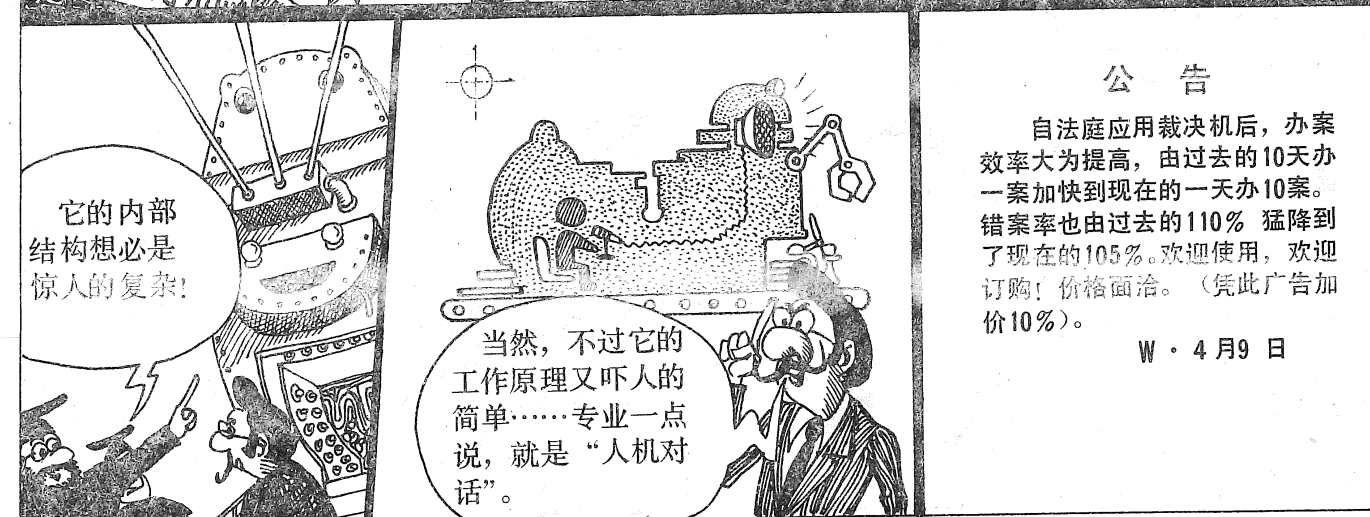 它的内部
结构想必是
惊人的复杂!
1
当然，不过它的
工作原理又吓人的
简单……专业一点
说，就是“人机对
话”。
公 告
自法庭应用裁决机后，办案
效率大为提高，由过去的10天办
一案加快到现在的一天办10案。
错案率也由过去的110% 猛降到
了现在的105%。欢迎使用，欢迎
订购! 价格面洽。（凭此广告加
价10%）。
W·4月9 日